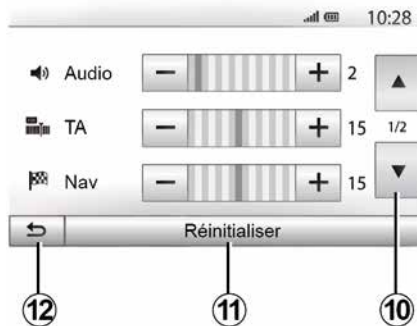 10:28
Audio − + 2
TA − + 15 1/2
Nav − + 15
Réinitialiser
12 11 10